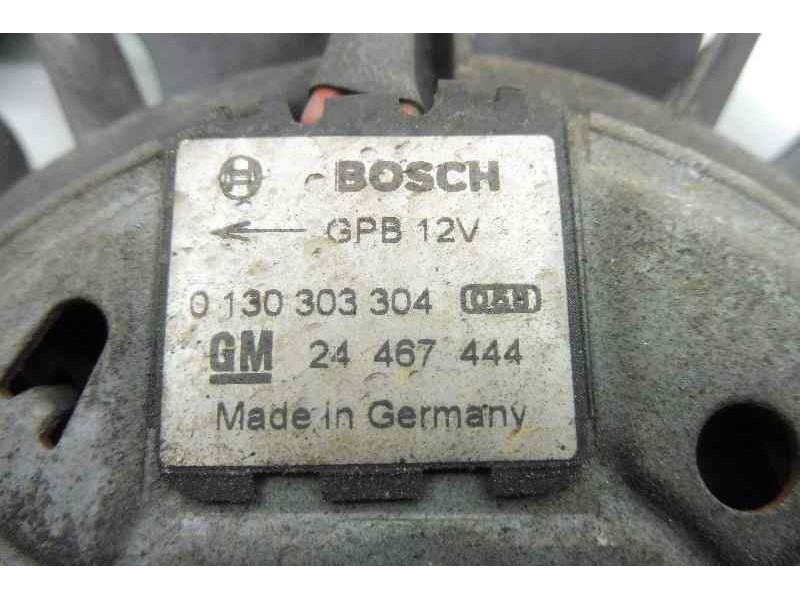 BOSCH
GPB 12V
0 130 303 304
GM 24 467 444
Made in Germany